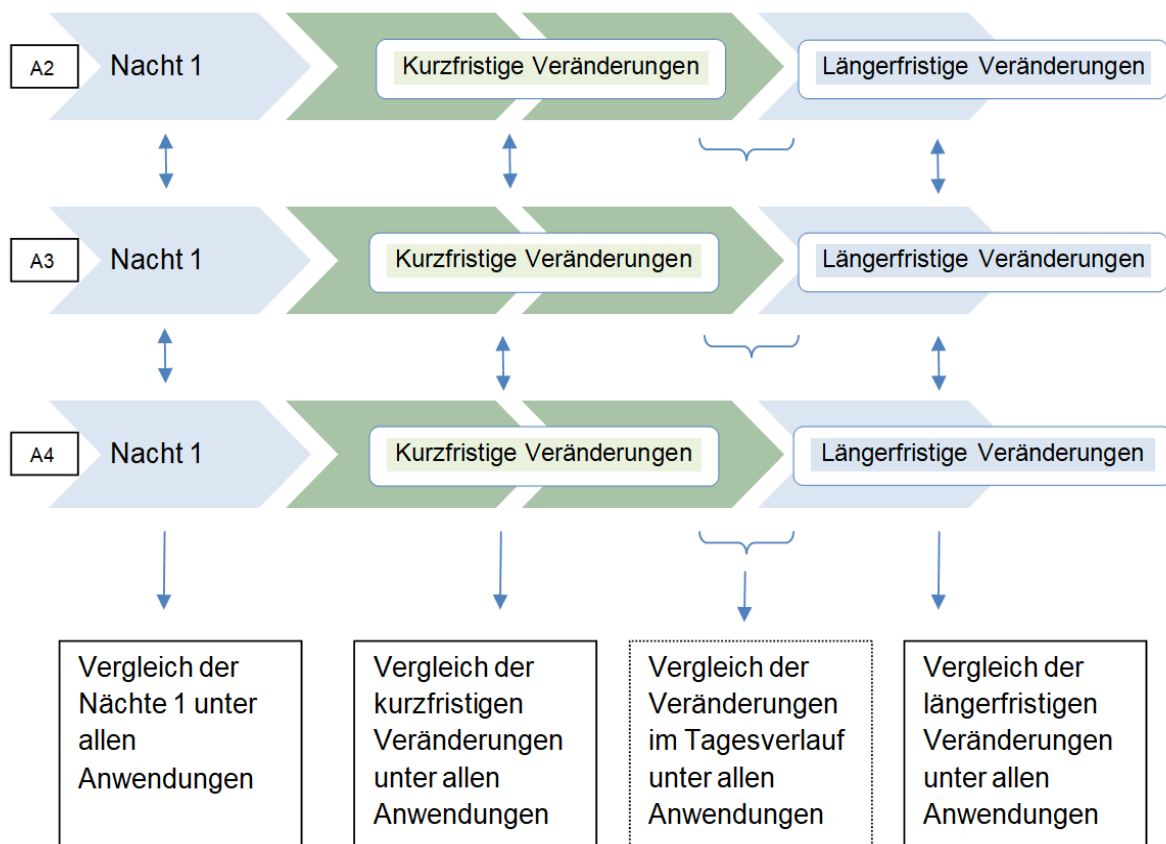 A2
Nacht 1
Kurzfristige Veränderungen
Längerfristige Veränderungen
A3
Nacht 1
Kurzfristige Veränderungen
Längerfristige Veränderungen
A4
Nacht 1
Kurzfristige Veränderungen
Längerfristige Veränderungen
Vergleich der
Nächte 1 unter
allen
Anwendungen
Vergleich der
kurzfristigen
Veränderungen
unter allen
Anwendungen
Vergleich der
Veränderungen
im Tagesverlauf
unter allen
Anwendungen
Vergleich der
längerfristigen
Veränderungen
unter allen
Anwendungen